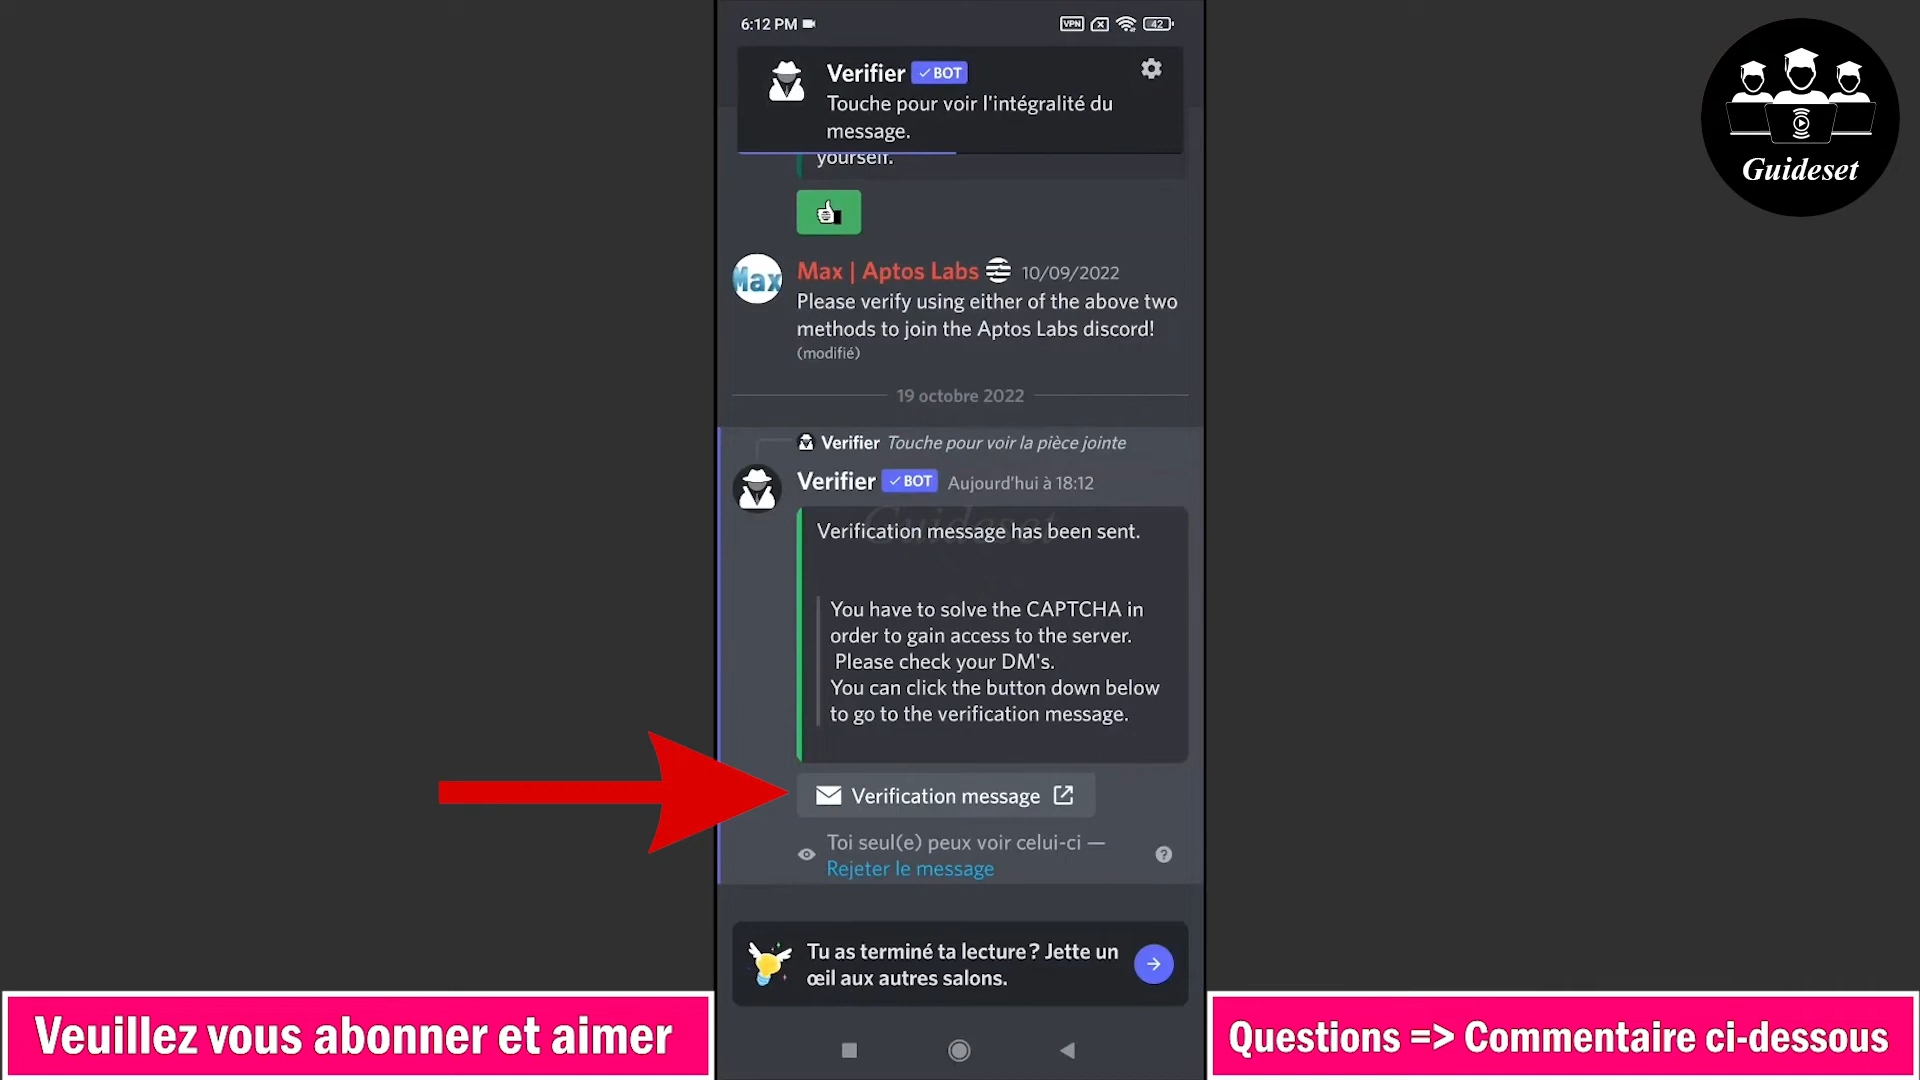 6:12 PM
VPN
42
Verifier BOT
Touche pour voir l'intégralité du
message.
yourself.
Max
Max | Aptos Labs 10/09/2022
Please verify using either of the above two
methods to join the Aptos Labs discord!
(modifié)
19 octobre 2022
Verifier Touche pour voir la pièce jointe
Verifier BOT Aujourd'hui à 18:12
Guideset
Verification message has been sent.
You have to solve the CAPTCHA in
order to gain access to the server.
Please check your DM's.
You can click the button down below
to go to the verification message.
Verification message
Toi seul(e) peux voir celui-ci —
Rejeter le message
Tu as terminé ta lecture ? Jette un
œil aux autres salons.
Guideset
Veuillez vous abonner et aimer
Questions => Commentaire ci-dessous